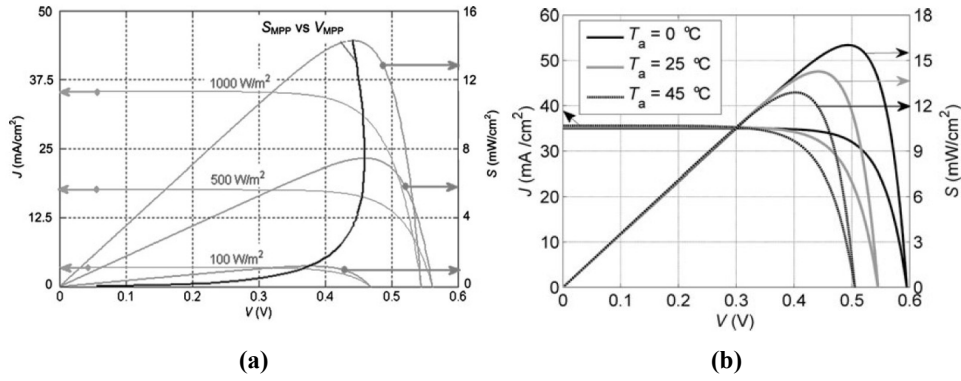 50
37.5
25
12.5
0
J (mA/cm²)
S_MPP vs V_MPP
1000 W/m²
500 W/m²
100 W/m²
16
12
8
4
0
s (mW/cm²)
0 0.1 0.2 0.3 0.4 0.5 0.6
V (V)
(a)
60
50
40
30
20
10
0
J (mA /cm²)
T_a = 0 ºC
T_a = 25 ºC
T_a = 45 ºC
18
15
12
9
6
3
0
S (mW/cm²)
0 0.1 0.2 0.3 0.4 0.5 0.6
V (V)
(b)